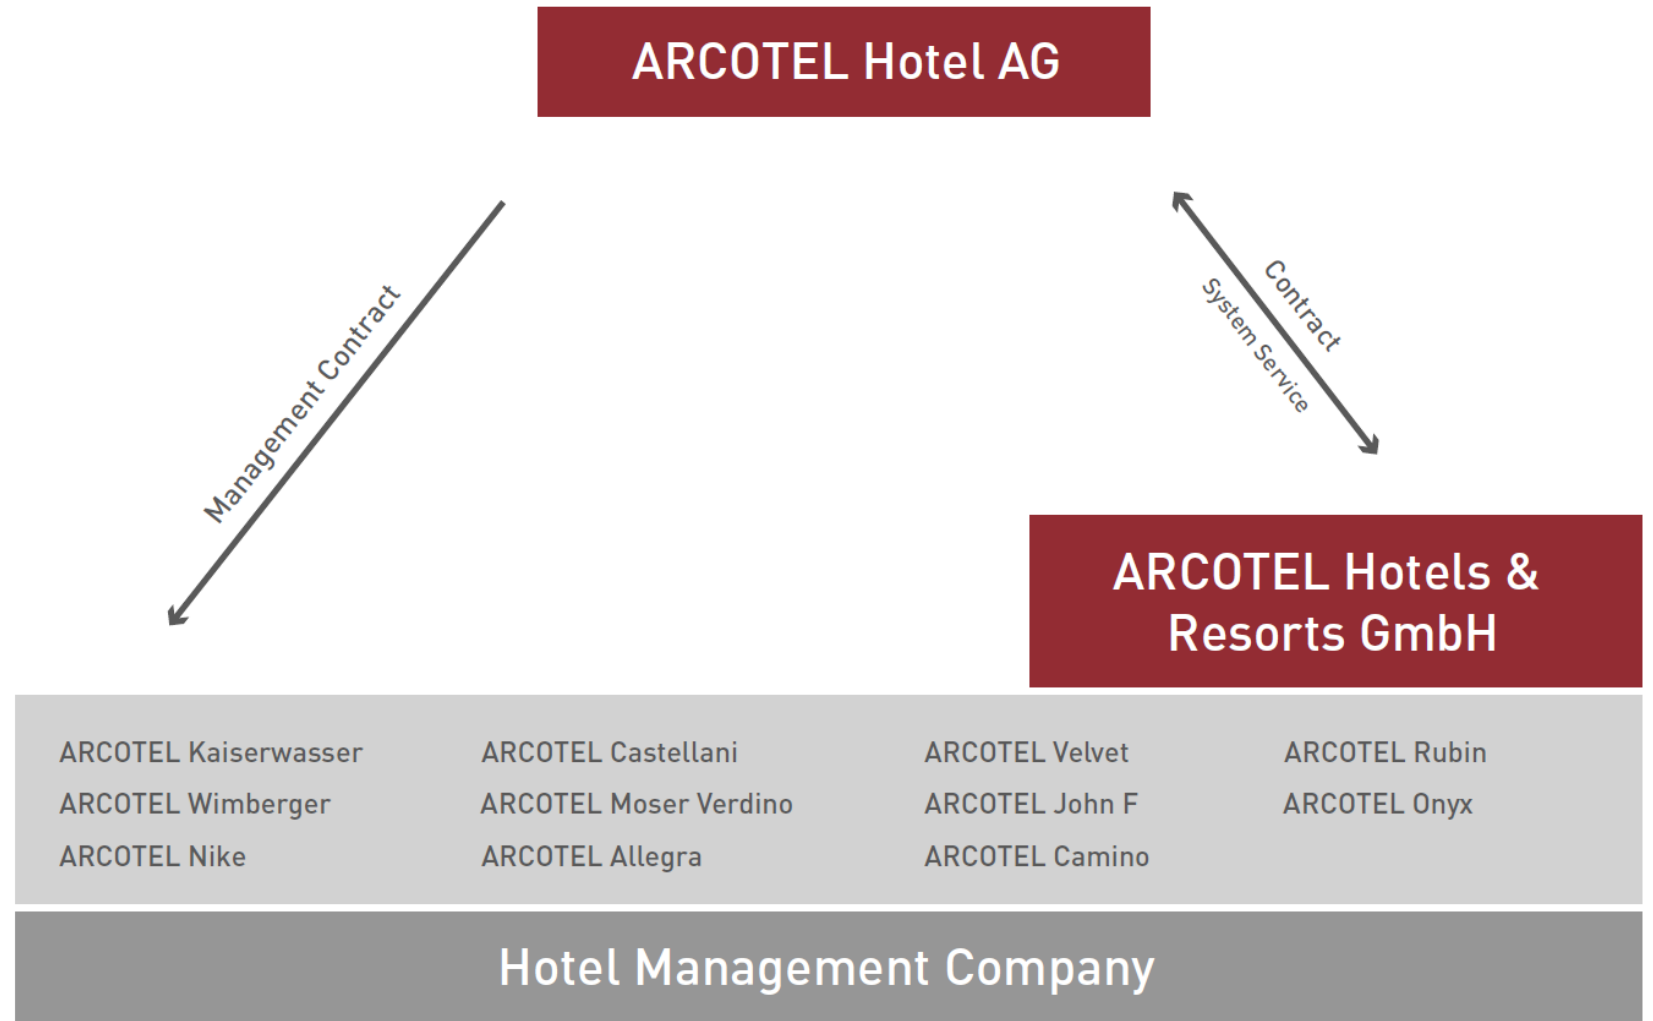 ARCOTEL Hotel AG
Management Contract
Contract
System Service
ARCOTEL Hotels &
Resorts GmbH
ARCOTEL Kaiserwasser
ARCOTEL Wimberger
ARCOTEL Nike
ARCOTEL Castellani
ARCOTEL Moser Verdino
ARCOTEL Allegra
ARCOTEL Velvet
ARCOTEL John F
ARCOTEL Camino
ARCOTEL Rubin
ARCOTEL Onyx
Hotel Management Company